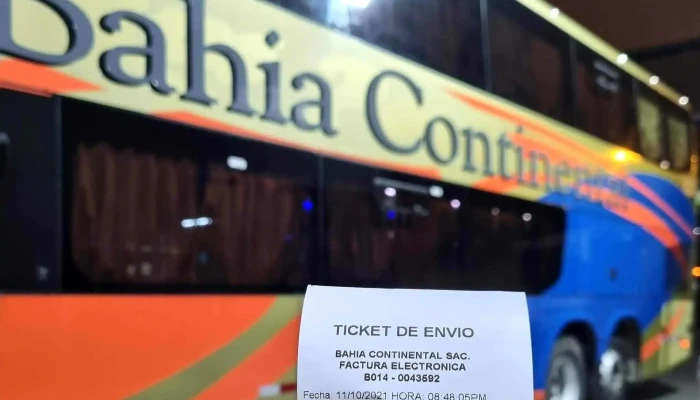 Bahia Continental
TICKET DE ENVIO
BAHIA CONTINENTAL SAC.
FACTURA ELECTRONICA
B014 - 0043592
Fecha: 11/10/2021 HORA: 08:48:05PM